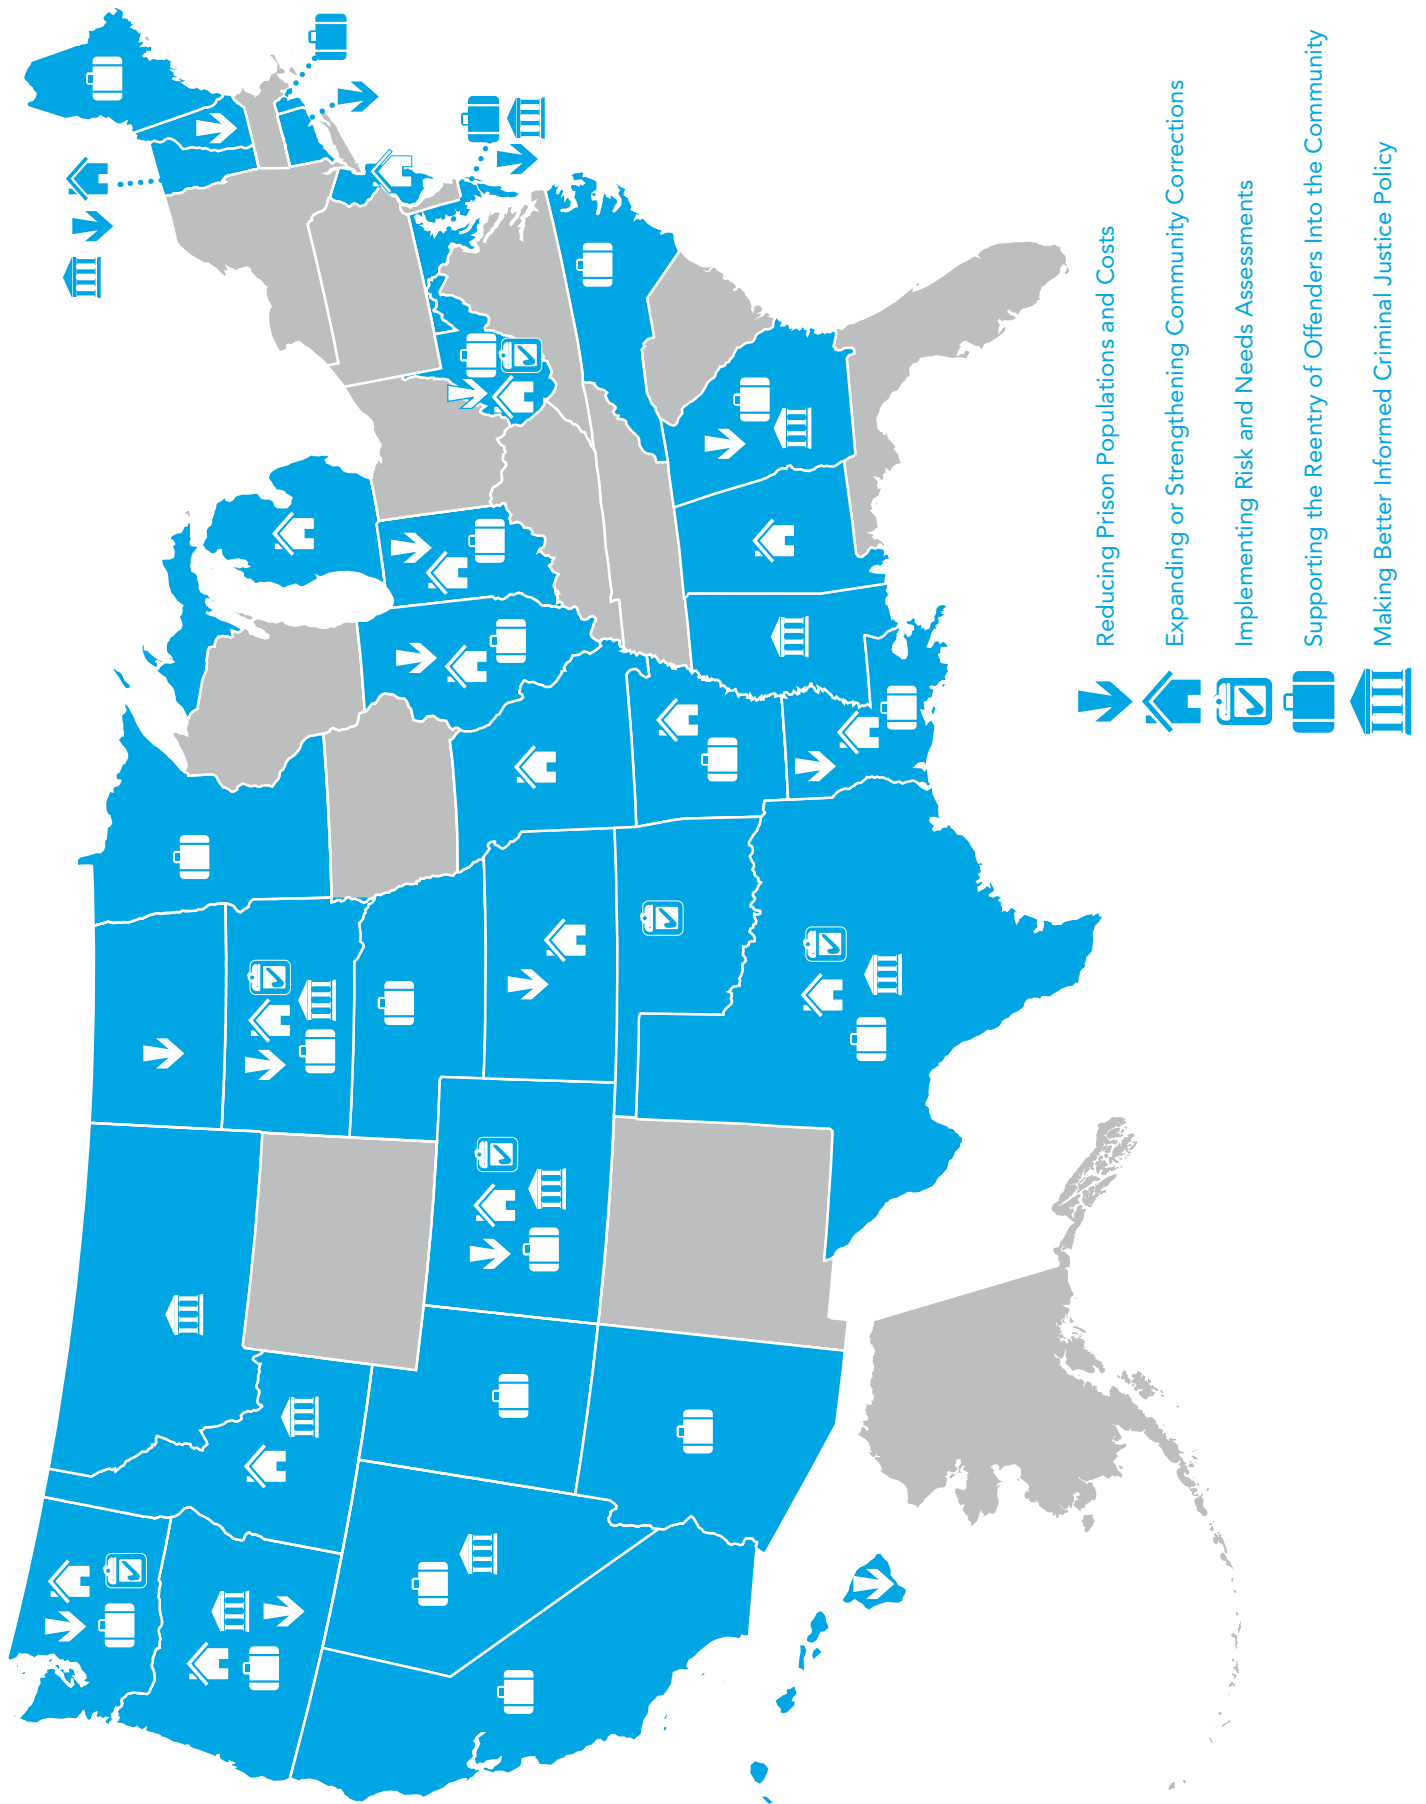 Reducing Prison Populations and Costs
Expanding or Strengthening Community Corrections
Implementing Risk and Needs Assessments
Supporting the Reentry of Offenders Into the Community
Making Better Informed Criminal Justice Policy